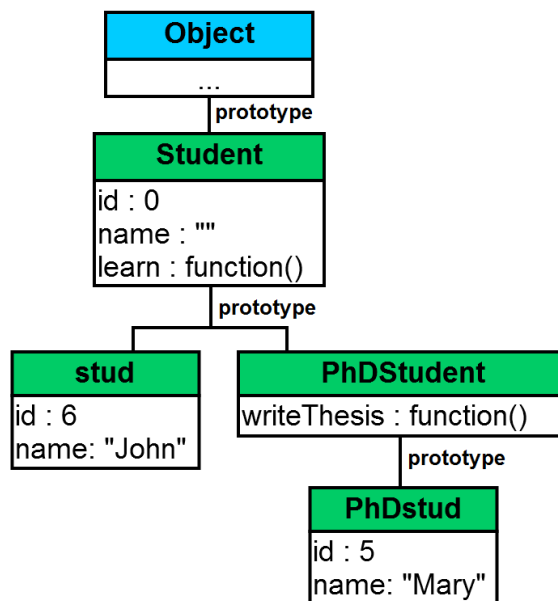 Object
...
prototype
Student
id : 0
name : ""
learn : function()
prototype
stud
id : 6
name: "John"
PhDStudent
writeThesis : function()
prototype
PhDstud
id : 5
name: "Mary"